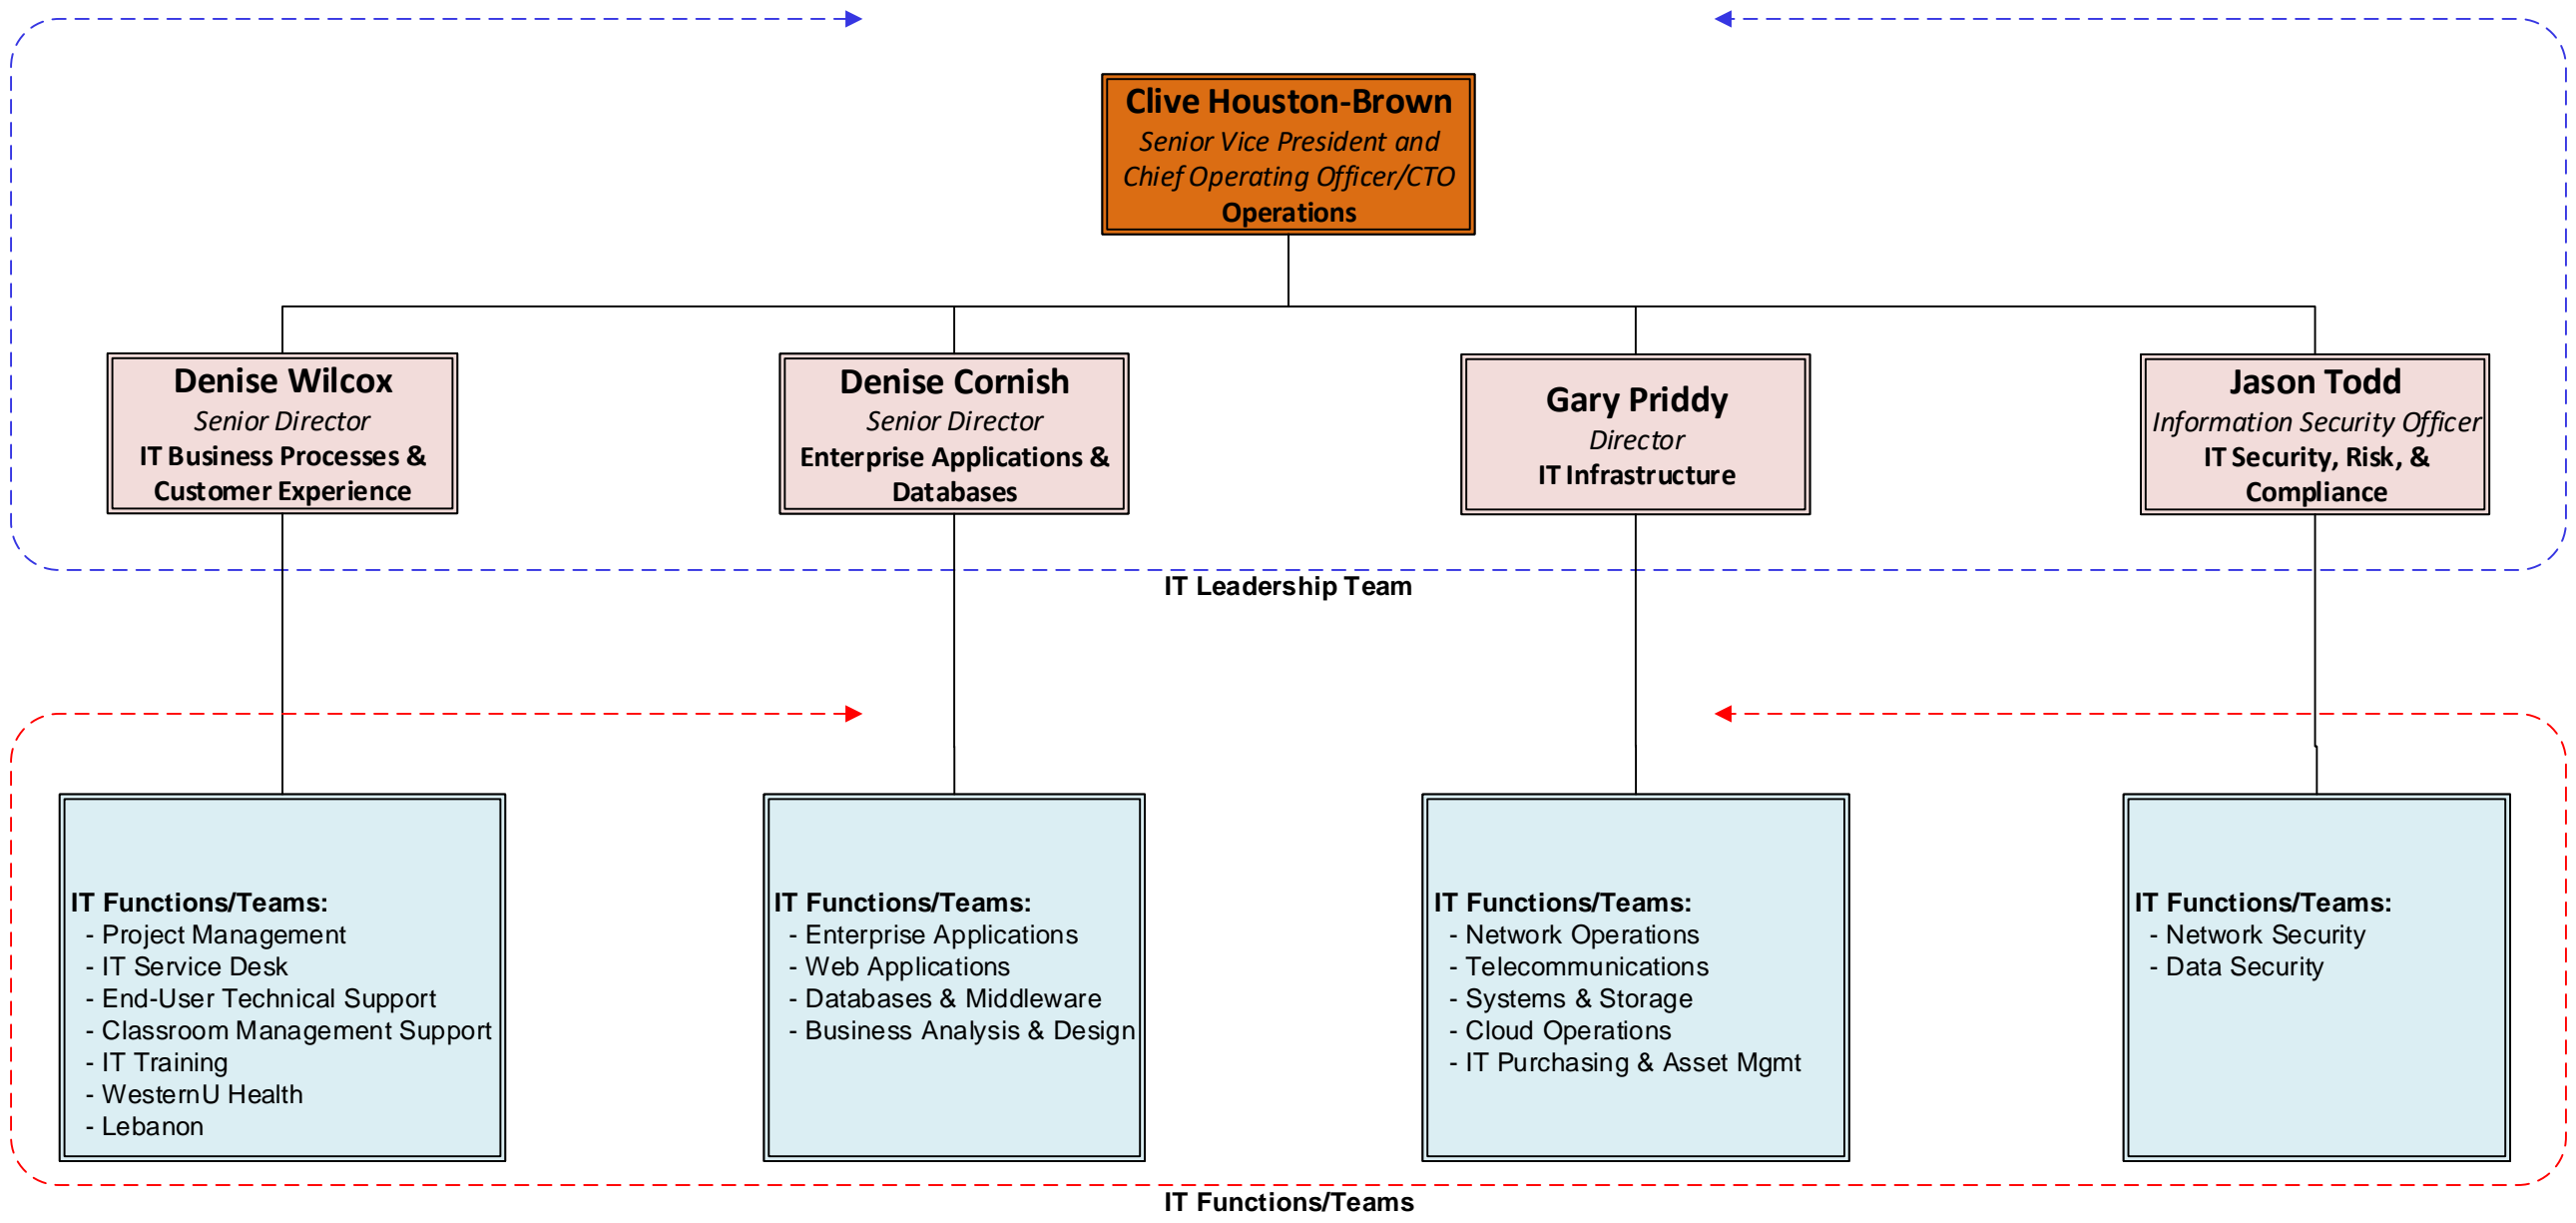 Clive Houston-Brown
Senior Vice President and
Chief Operating Officer/CTO
Operations
Denise Wilcox
Senior Director
IT Business Processes &
Customer Experience
Denise Cornish
Senior Director
Enterprise Applications &
Databases
Gary Priddy
Director
IT Infrastructure
Jason Todd
Information Security Officer
IT Security, Risk, &
Compliance
IT Leadership Team
IT Functions/Teams:
- Project Management
- IT Service Desk
- End-User Technical Support
- Classroom Management Support
- IT Training
- WesternU Health
- Lebanon
IT Functions/Teams:
- Enterprise Applications
- Web Applications
- Databases & Middleware
- Business Analysis & Design
IT Functions/Teams:
- Network Operations
- Telecommunications
- Systems & Storage
- Cloud Operations
- IT Purchasing & Asset Mgmt
IT Functions/Teams:
- Network Security
- Data Security
IT Functions/Teams